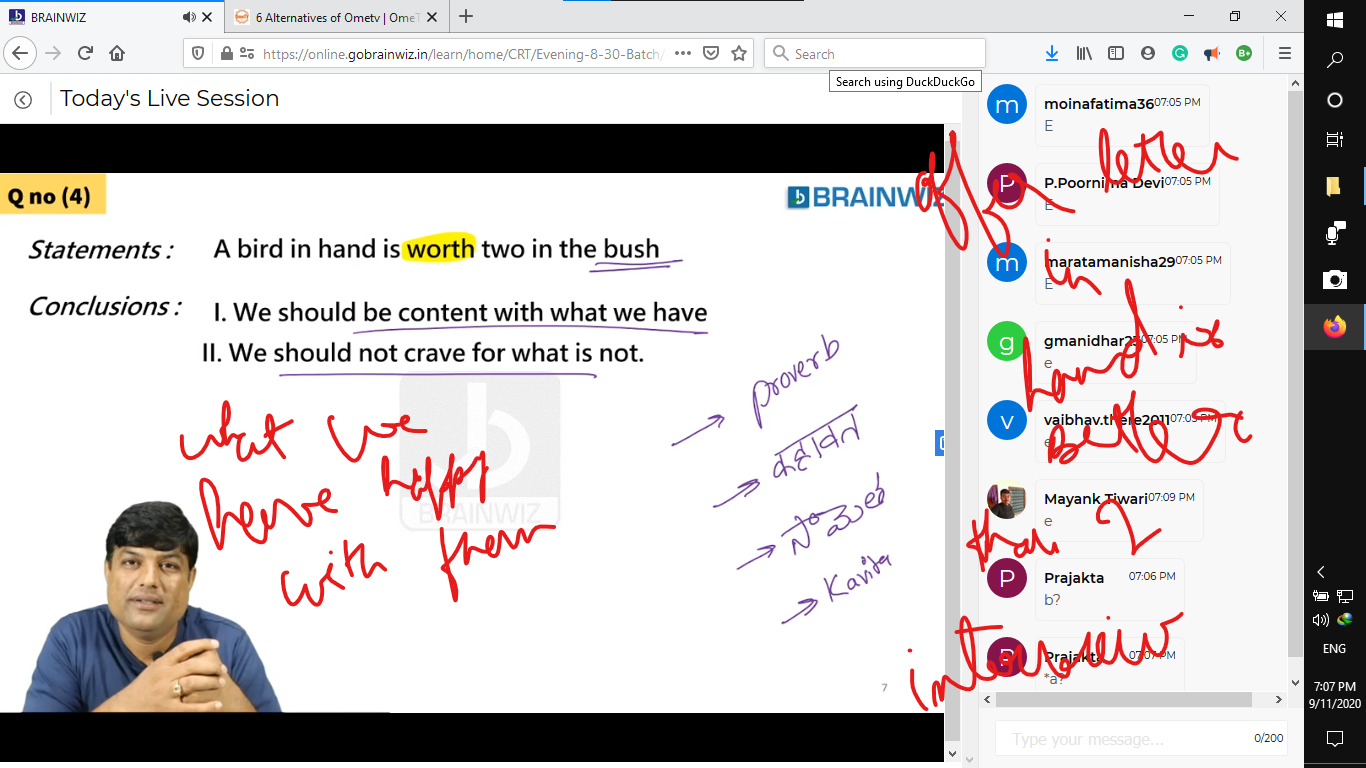 BRAINWIZ
6 Alternatives of Ometv | OmeT
https://online.gobrainwiz.in/learn/home/CRT/Evening-8-30-Batch/
Search
Search using DuckDuckGo
Today's Live Session
Q no (4)
BRAINWIZ
Statements : A bird in hand is worth two in the bush
Conclusions : I. We should be content with what we have
II. We should not crave for what is not.
BRAINWIZ
proverb
कहावत
సామెత
Kavita
what we
have happy
with them
7
offer letter
in
hand is
better
than 2
interview
moinafatima36 07:05 PM
E
P.Poornima Devi 07:05 PM
E
maratamanisha29 07:05 PM
E
gmanidhar25 07:05 PM
e
vaibhav.there2011 07:05 PM
e
Mayank Tiwari 07:09 PM
e
Prajakta 07:06 PM
b?
Prajakta 07:07 PM
*a?
Type your message...
0/200
ENG
7:07 PM
9/11/2020